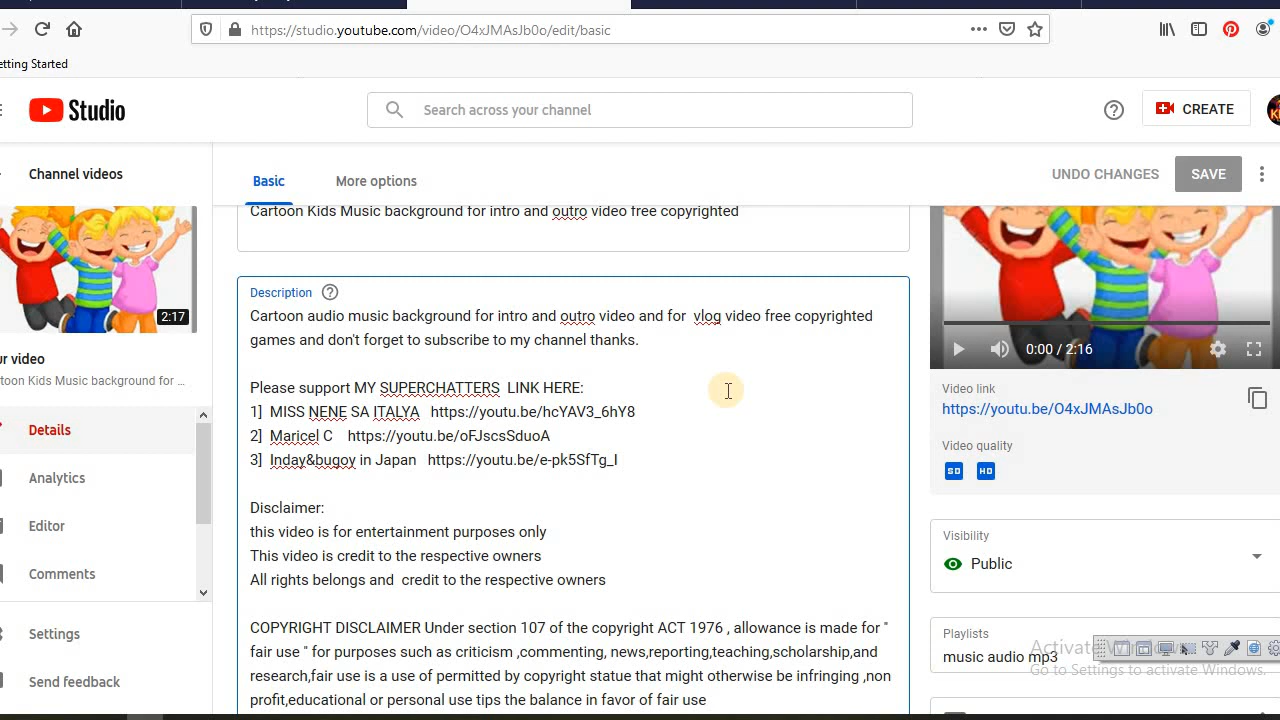 https://studio.youtube.com/video/O4xJMAsJb0o/edit/basic
etting Started
Studio
Search across your channel
CREATE
Channel videos
Basic
More options
UNDO CHANGES
SAVE
Cartoon Kids Music background for intro and outro video free copyrighted
2:17
Description
Cartoon audio music background for intro and outro video and for vlog video free copyrighted
games and don't forget to subscribe to my channel thanks.
Please support MY SUPERCHATTERS LINK HERE:
1] MISS NENE SA ITALYA https://youtu.be/hcYAV3_6hY8
2] Maricel C https://youtu.be/oFJscsSduoA
3] Inday&bugoy in Japan https://youtu.be/e-pk5SfTg_I
Disclaimer:
this video is for entertainment purposes only
This video is credit to the respective owners
All rights belongs and credit to the respective owners
COPYRIGHT DISCLAIMER Under section 107 of the copyright ACT 1976 , allowance is made for "
fair use " for purposes such as criticism ,commenting, news,reporting,teaching,scholarship,and
research,fair use is a use of permitted by copyright statue that might otherwise be infringing ,non
profit,educational or personal use tips the balance in favor of fair use
ur video
toon Kids Music background for ...
Details
Analytics
Editor
Comments
Settings
Send feedback
0:00 / 2:16
Video link
https://youtu.be/O4xJMAsJb0o
Video quality
SD
HD
Visibility
Public
Playlists
music audio mp3
Activate Windows
Go to Settings to activate Windows.